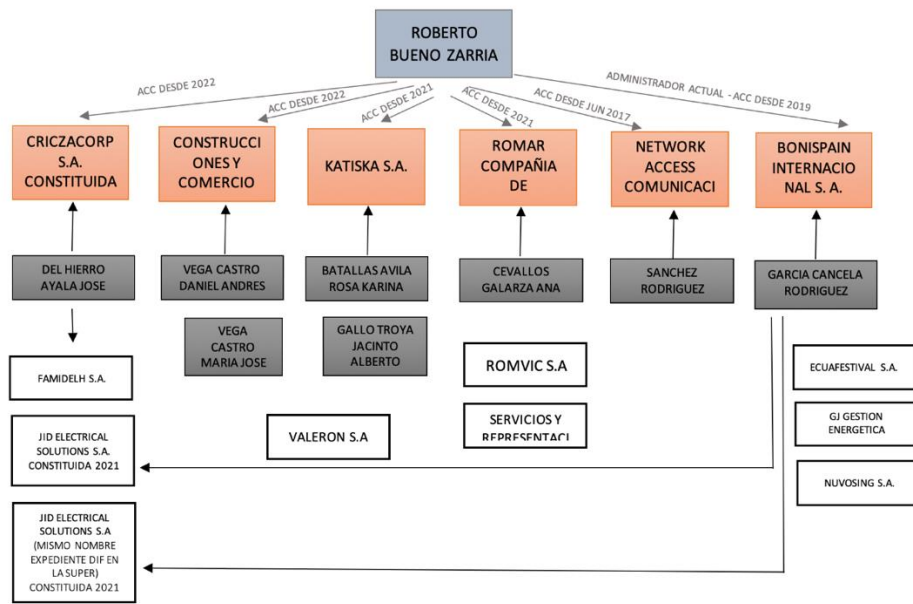 ROBERTO
BUENO ZARRIA
ACC DESDE 2022
ACC DESDE 2022
ACC DESDE 2021
ACC DESDE 2021
ACC DESDE JUN 2017
ADMINISTRADOR ACTUAL - ACC DESDE 2019
CRICZACORP
S.A.
CONSTITUIDA
CONSTRUCCI
ONES Y
COMERCIO
KATISKA S.A.
ROMAR
COMPAÑIA
DE
NETWORK
ACCESS
COMUNICACI
BONISPAIN
INTERNACIO
NAL S. A.
DEL HIERRO
AYALA JOSE
VEGA CASTRO
DANIEL ANDRES
BATALLAS AVILA
ROSA KARINA
CEVALLOS
GALARZA ANA
SANCHEZ
RODRIGUEZ
GARCIA CANCELA
RODRIGUEZ
VEGA
CASTRO
MARIA JOSE
GALLO TROYA
JACINTO
ALBERTO
FAMIDELH S.A.
ROMVIC S.A
ECUAFESTIVAL S.A.
JID ELECTRICAL
SOLUTIONS S.A.
CONSTITUIDA 2021
VALERON S.A
SERVICIOS Y
REPRESENTACI
GJ GESTION
ENERGETICA
NUVOSING S.A.
JID ELECTRICAL
SOLUTIONS S.A
(MISMO NOMBRE
EXPEDIENTE DIF EN
LA SUPER)
CONSTITUIDA 2021